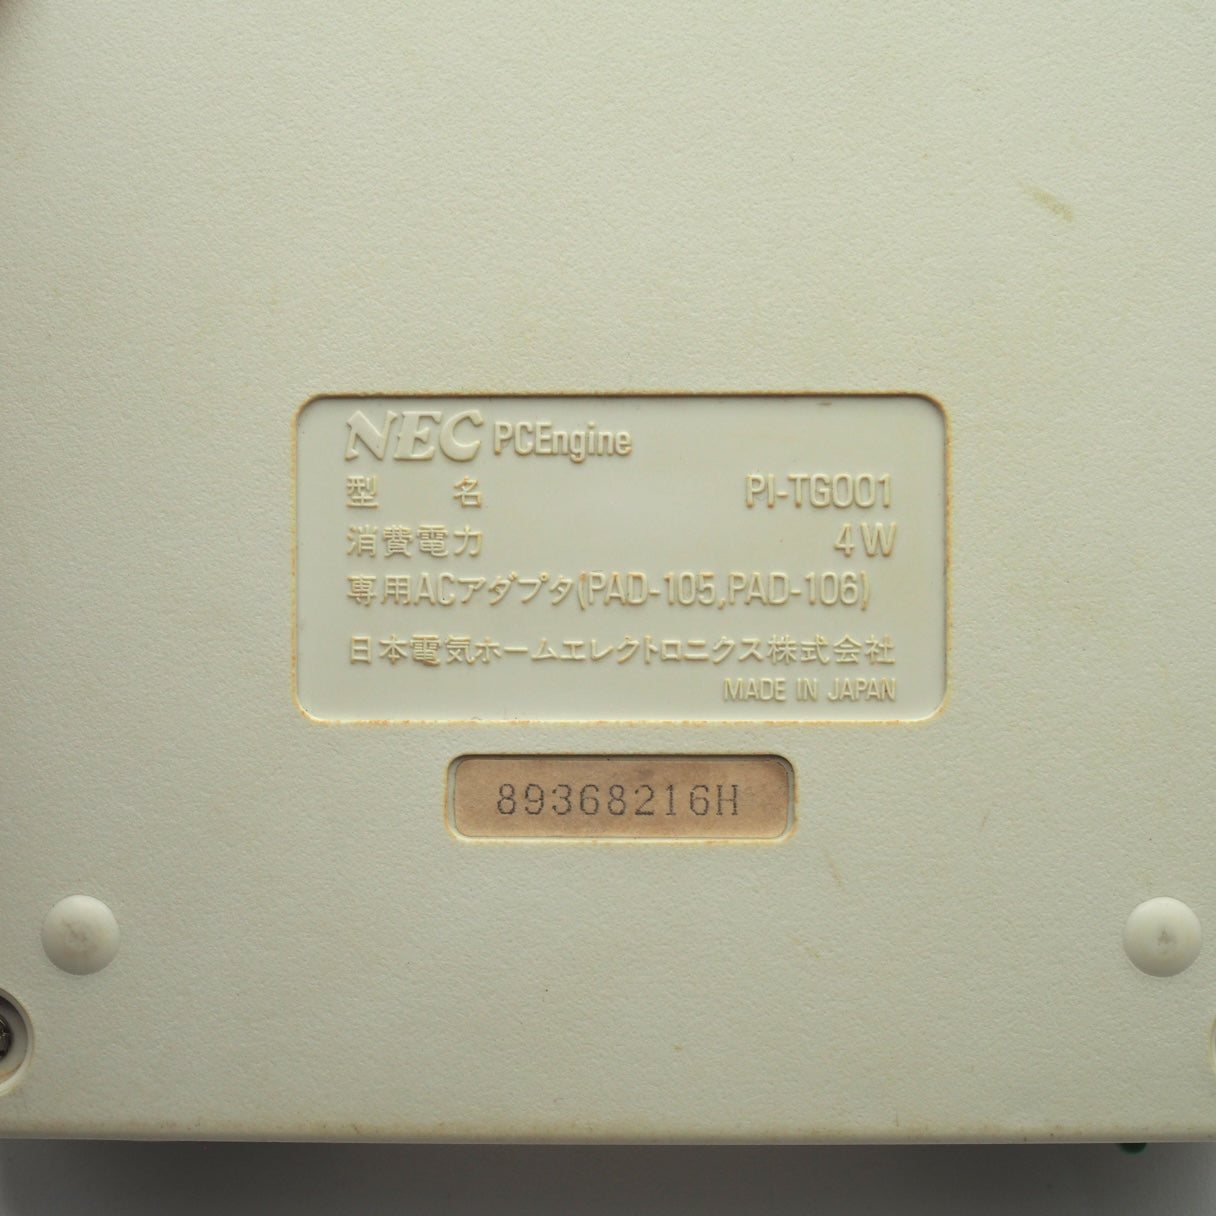 NEC PCEngine
型名 PI-TG001
消費電力 4W
専用ACアダプタ(PAD-105,PAD-106)
日本電気ホームエレクトロニクス株式会社
MADE IN JAPAN
89368216H